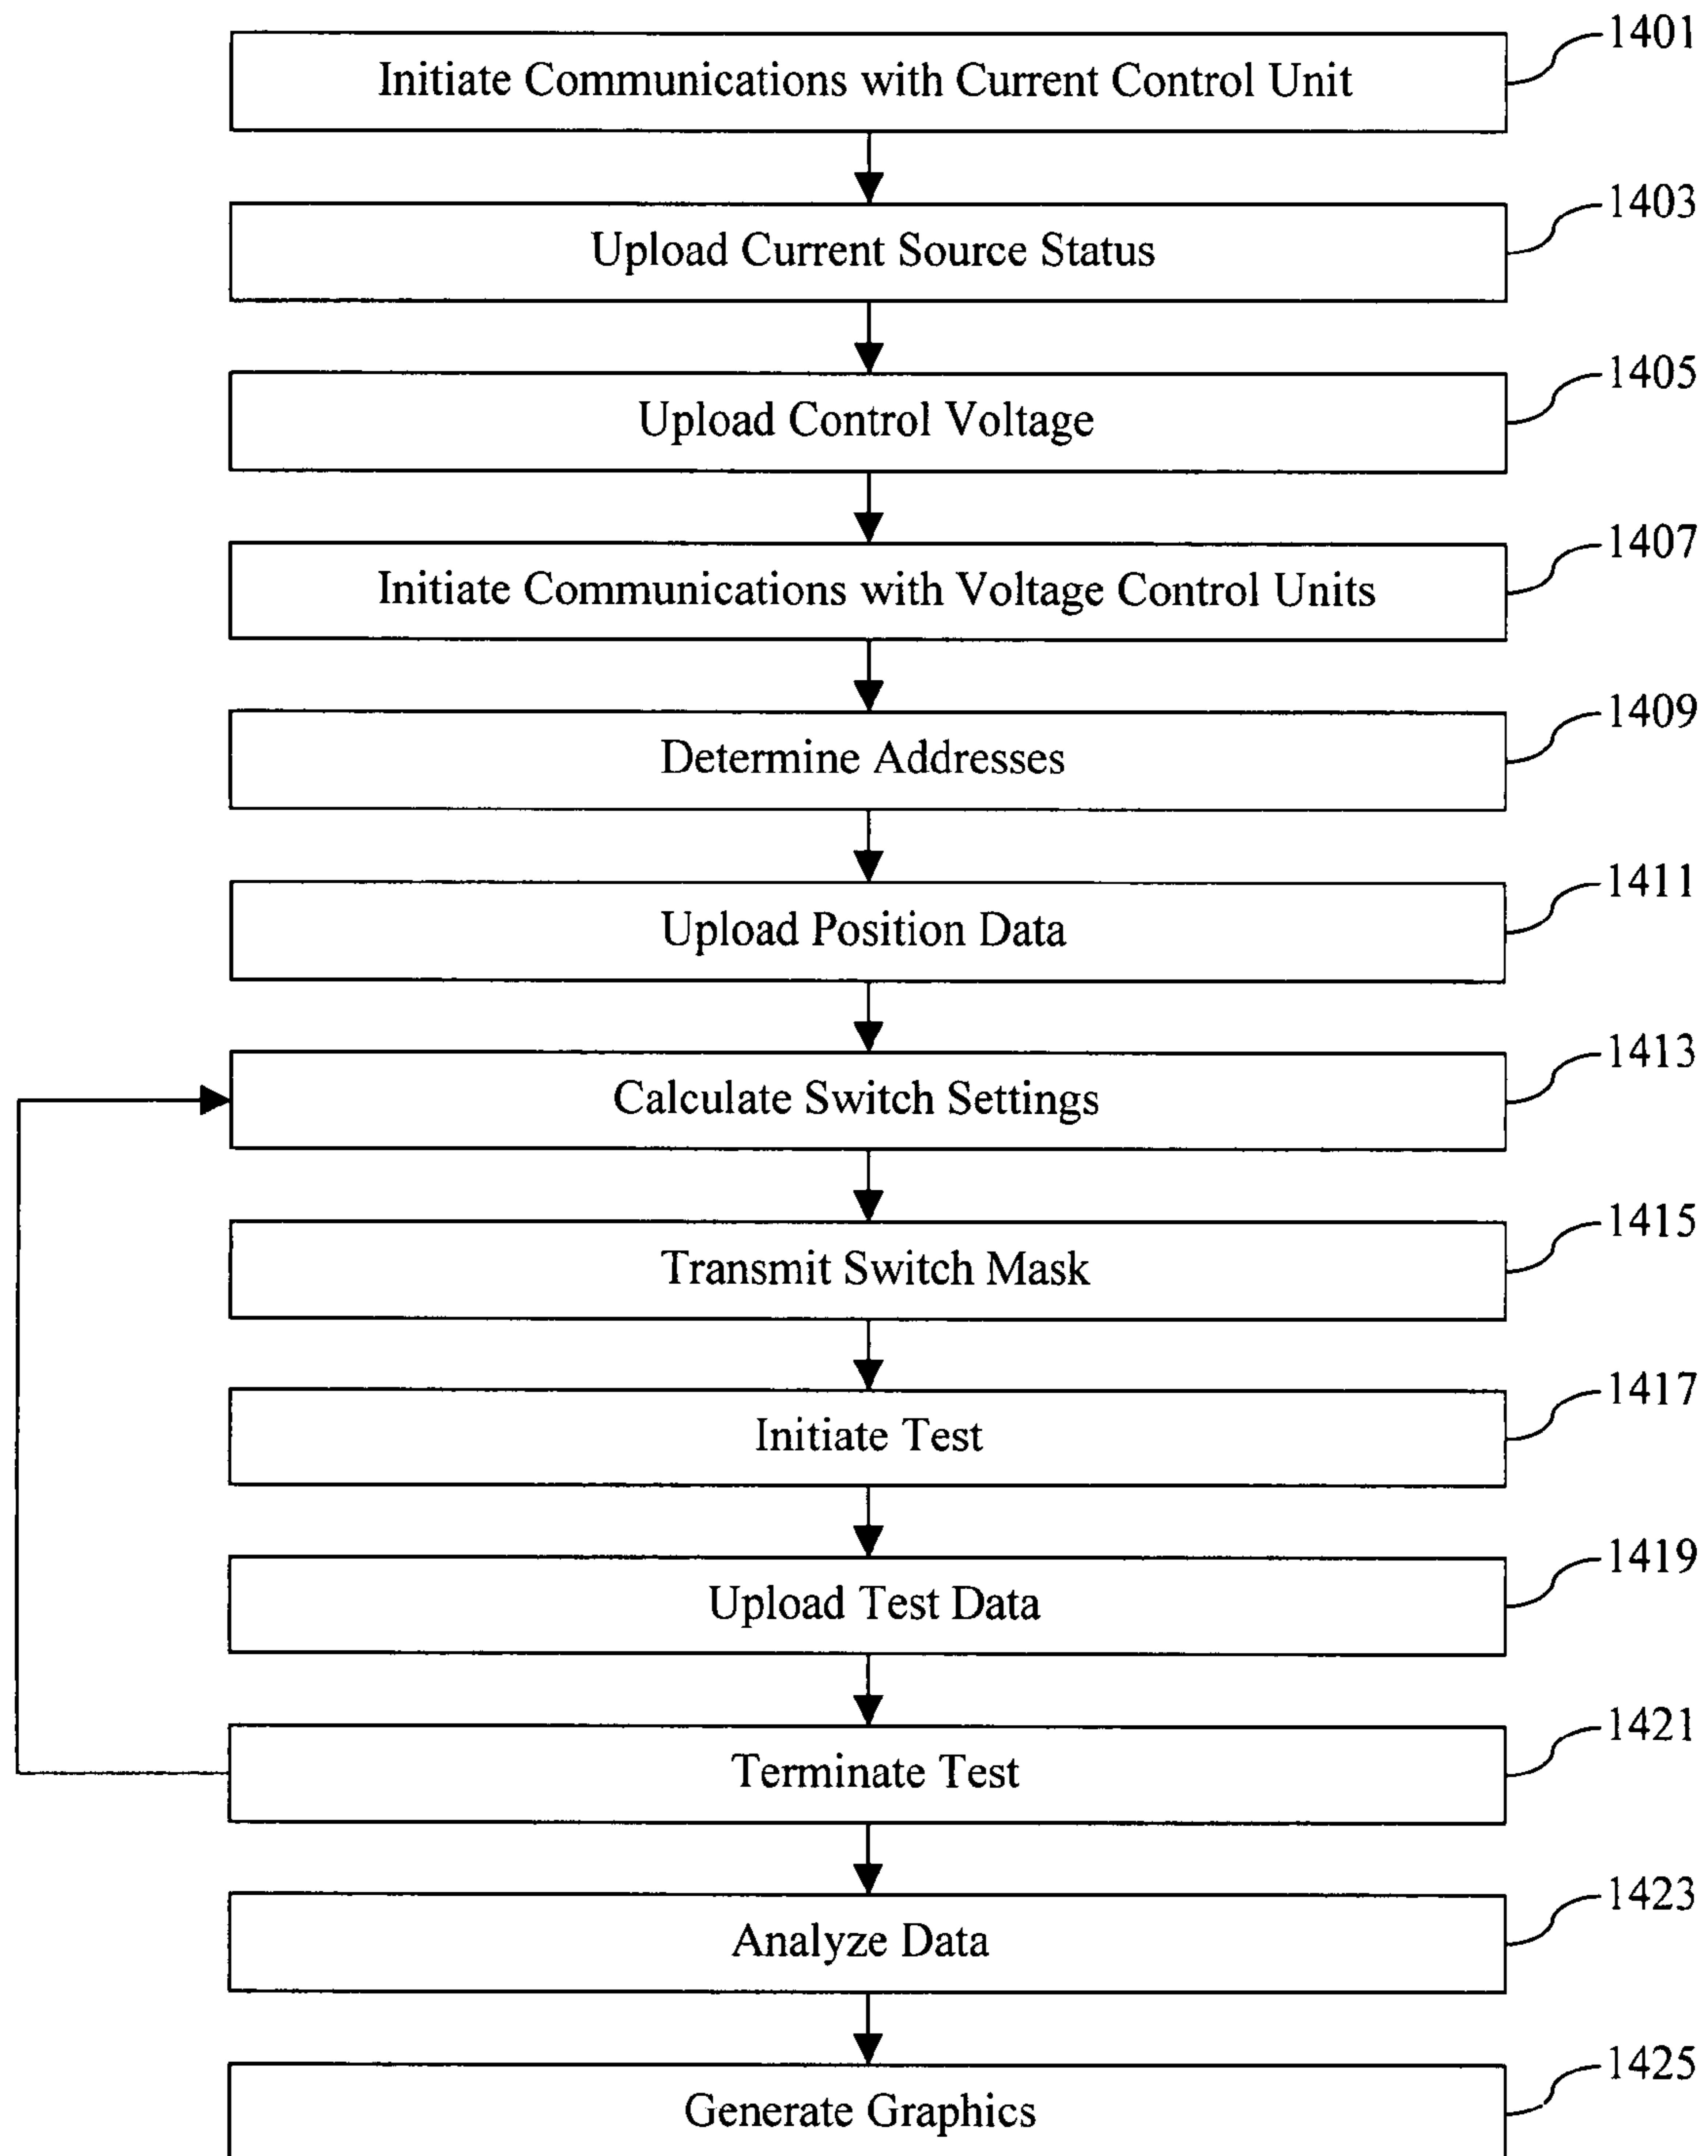 Initiate Communications with Current Control Unit
1401
Upload Current Source Status
1403
Upload Control Voltage
1405
Initiate Communications with Voltage Control Units
1407
Determine Addresses
1409
Upload Position Data
1411
Calculate Switch Settings
1413
Transmit Switch Mask
1415
Initiate Test
1417
Upload Test Data
1419
Terminate Test
1421
Analyze Data
1423
Generate Graphics
1425